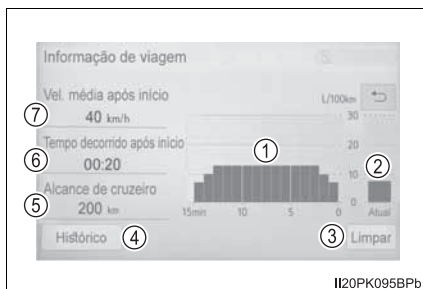 Informação de viagem
Vel. média após início
L/100km
⑦ 40 km/h
30
Tempo decorrido após início
①
20
⑥ 00:20
②
Alcance de cruzeiro
10
⑤ 200 km
0
15min 10 5 0 Atual
Histórico ④ ③ Limpar
II20PK095BPb